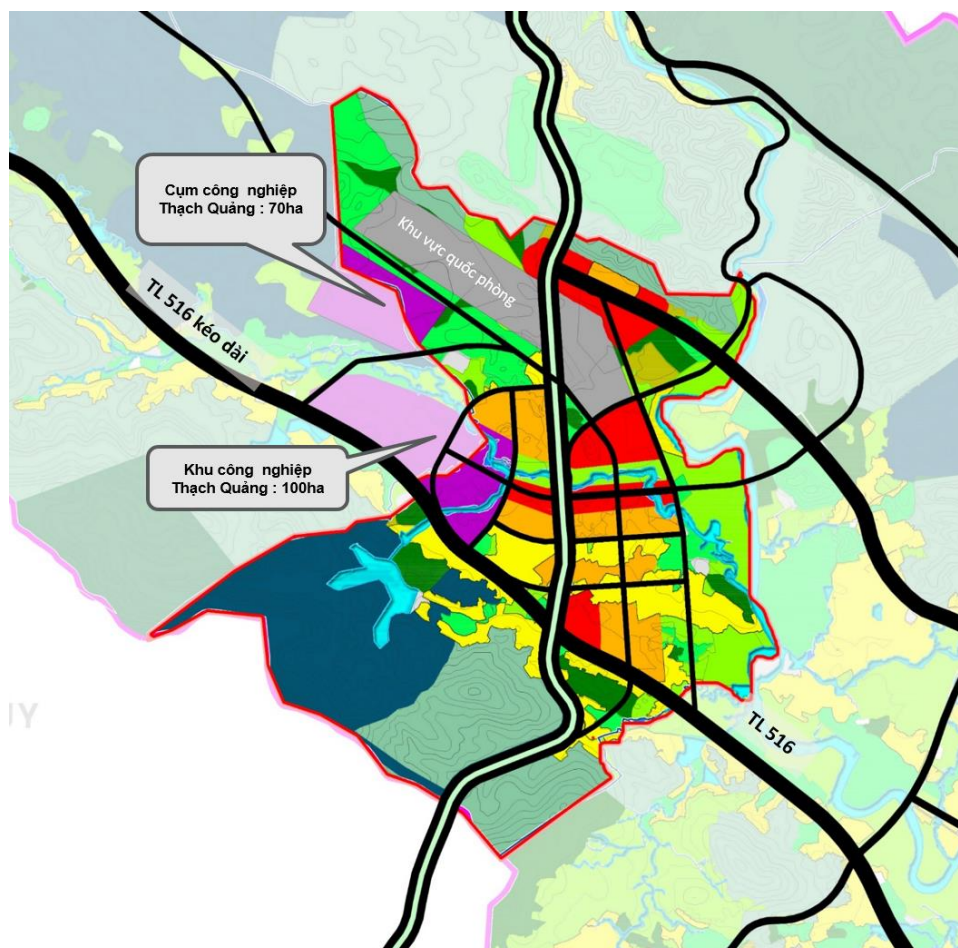 Cụm công nghiệp
Thạch Quảng : 70ha
Khu vực quốc phòng
TL 516 kéo dài
Khu công nghiệp
Thạch Quảng : 100ha
TL 516